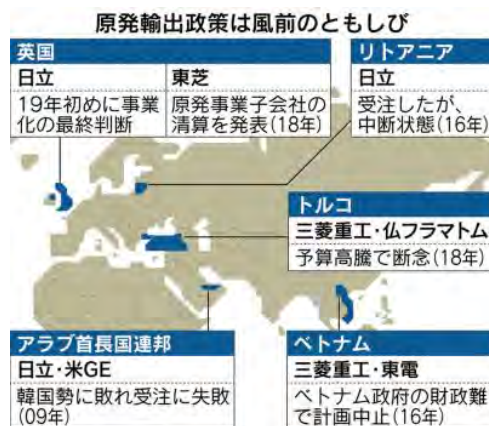 原発輸出政策は風前のともしび
英国
日立
19年初めに事業
化の最終判断
東芝
原発事業子会社の
清算を発表(18年)
リトアニア
日立
受注したが、
中断状態(16年)
トルコ
三菱重工・仏フラマトム
予算高騰で断念(18年)
アラブ首長国連邦
日立・米GE
韓国勢に敗れ受注に失敗
(09年)
ベトナム
三菱重工・東電
ベトナム政府の財政難
で計画中止(16年)